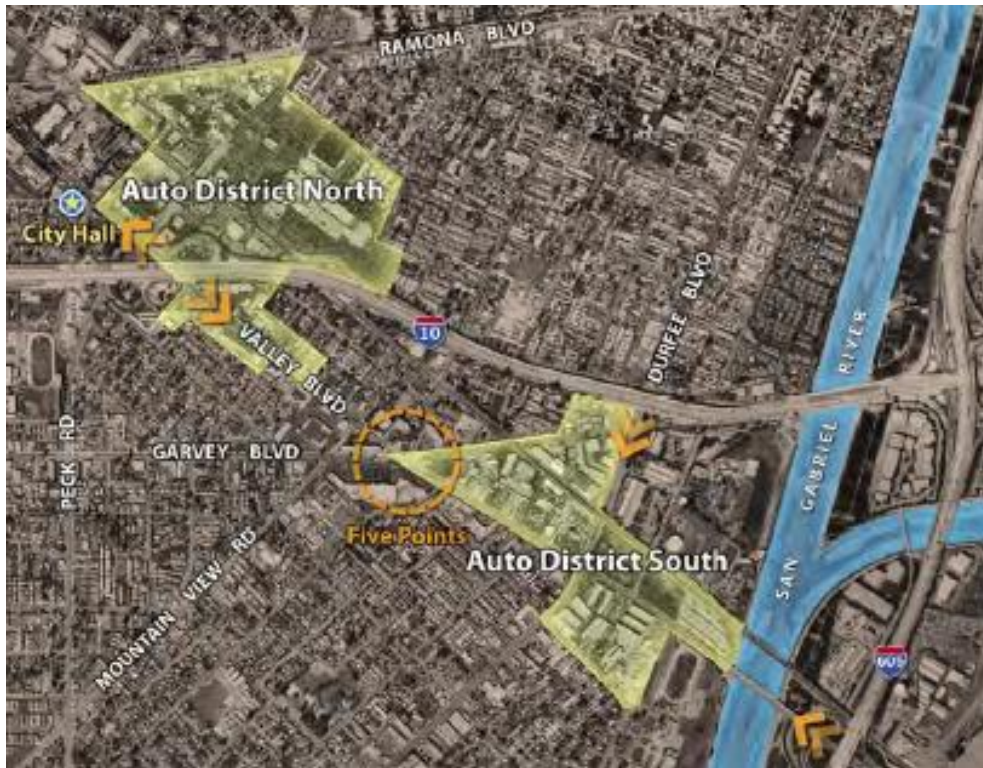 RAMONA BLVD
Auto District North
City Hall
VALLEY BLVD
10
DURFEE BLVD
SAN GABRIEL RIVER
PECK RD
GARVEY BLVD
Five Points
MOUNTAIN VIEW RD
Auto District South
605